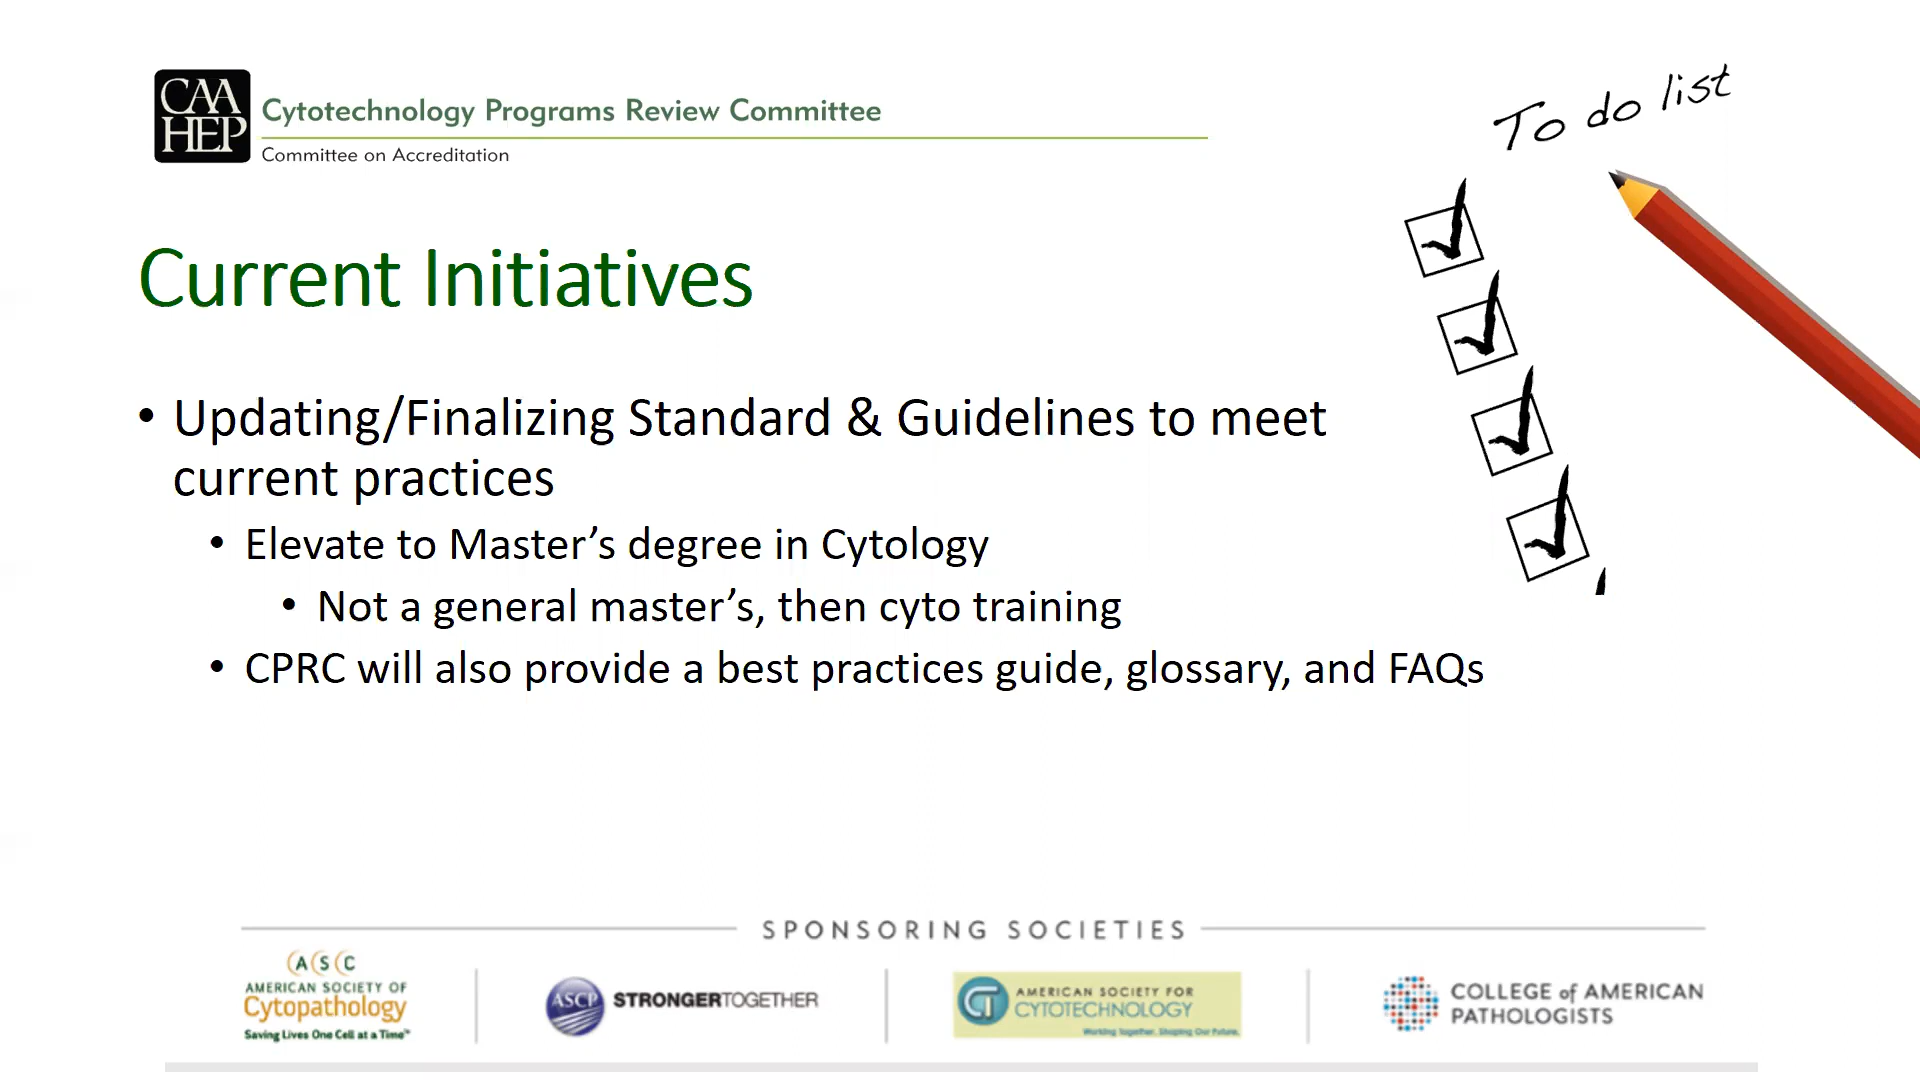 CAA
HEP
Cytotechnology Programs Review Committee
Committee on Accreditation
To do list
Current Initiatives
• Updating/Finalizing Standard & Guidelines to meet
current practices
• Elevate to Master’s degree in Cytology
• Not a general master’s, then cyto training
• CPRC will also provide a best practices guide, glossary, and FAQs
SPONSORING SOCIETIES
ASC
AMERICAN SOCIETY OF
Cytopathology
Saving Lives One Cell at a Time™
ASCP STRONGERTOGETHER
CT
AMERICAN SOCIETY FOR
CYTOTECHNOLOGY
Working Together, Shaping Our Future.
COLLEGE of AMERICAN
PATHOLOGISTS